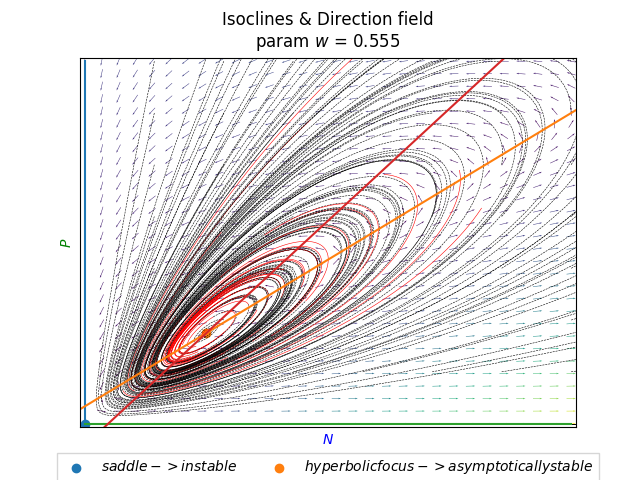 Isoclines & Direction field
param w = 0.555
P
N
saddle−>instable
hyperbolicfocus−>asymptoticallystable